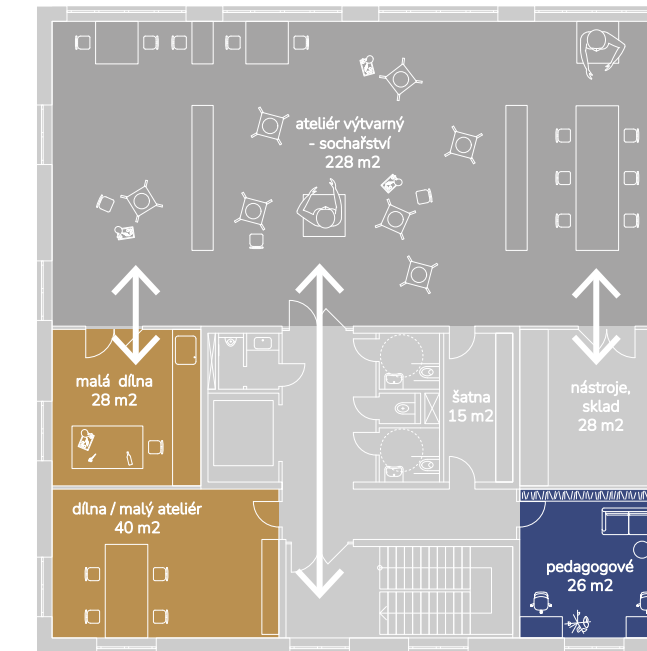 ateliér výtvarný
- sochařství
228 m2
malá dílna
28 m2
šatna
15 m2
nástroje,
sklad
28 m2
dílna / malý ateliér
40 m2
pedagogové
26 m2